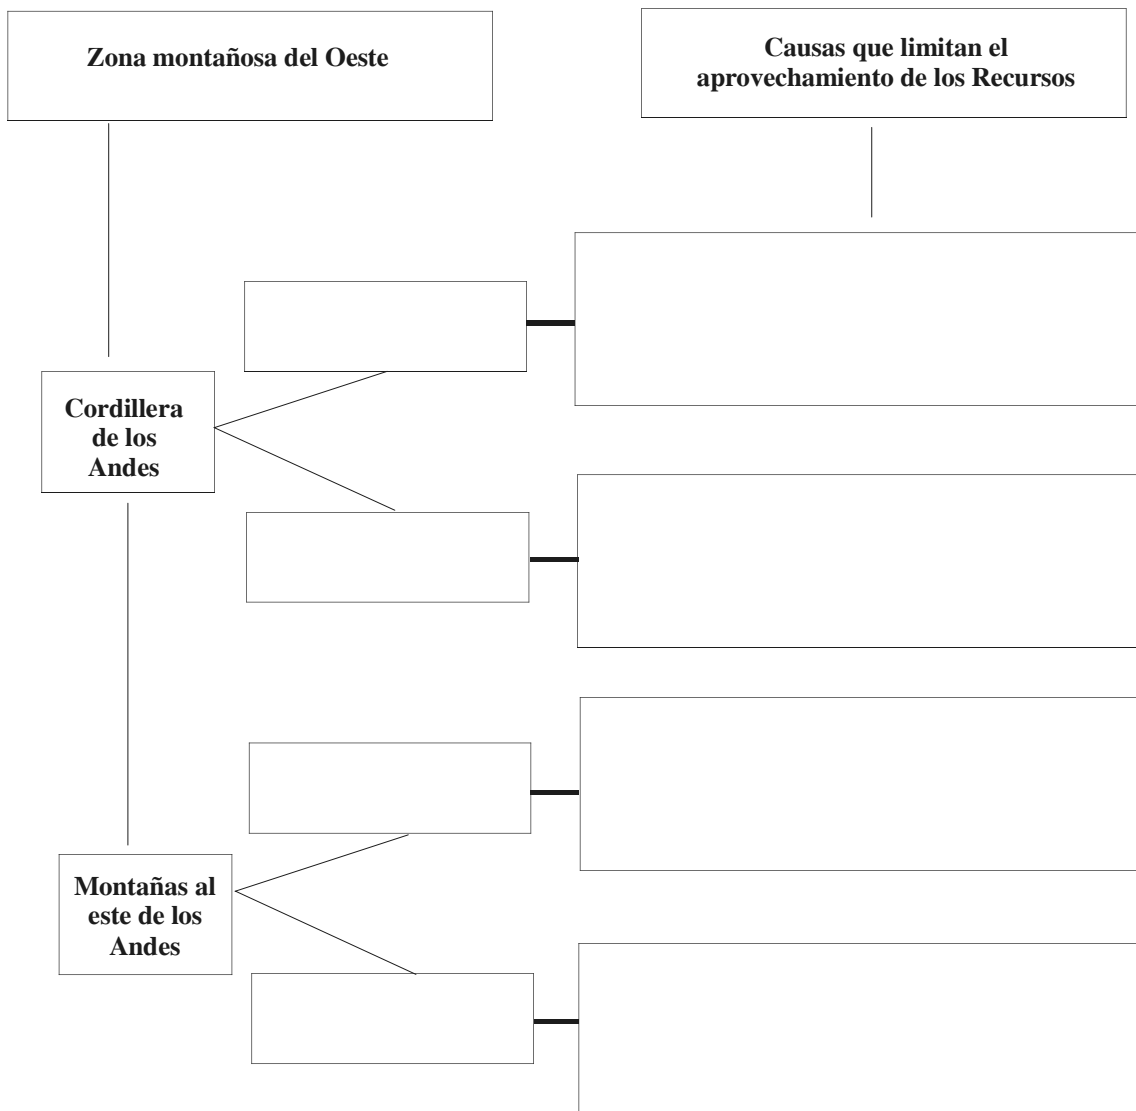 Zona montañosa del Oeste
Causas que limitan el
aprovechamiento de los Recursos
Cordillera
de los
Andes
Montañas al
este de los
Andes